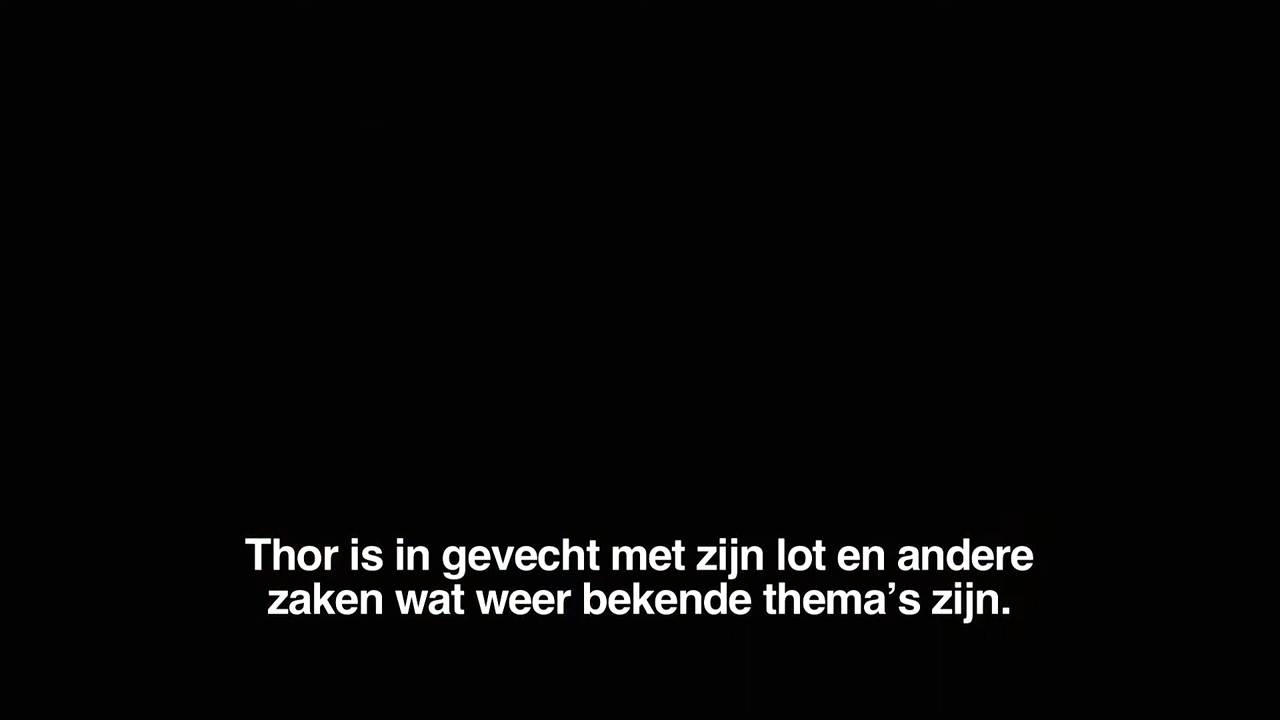 Thor is in gevecht met zijn lot en andere
zaken wat weer bekende thema’s zijn.